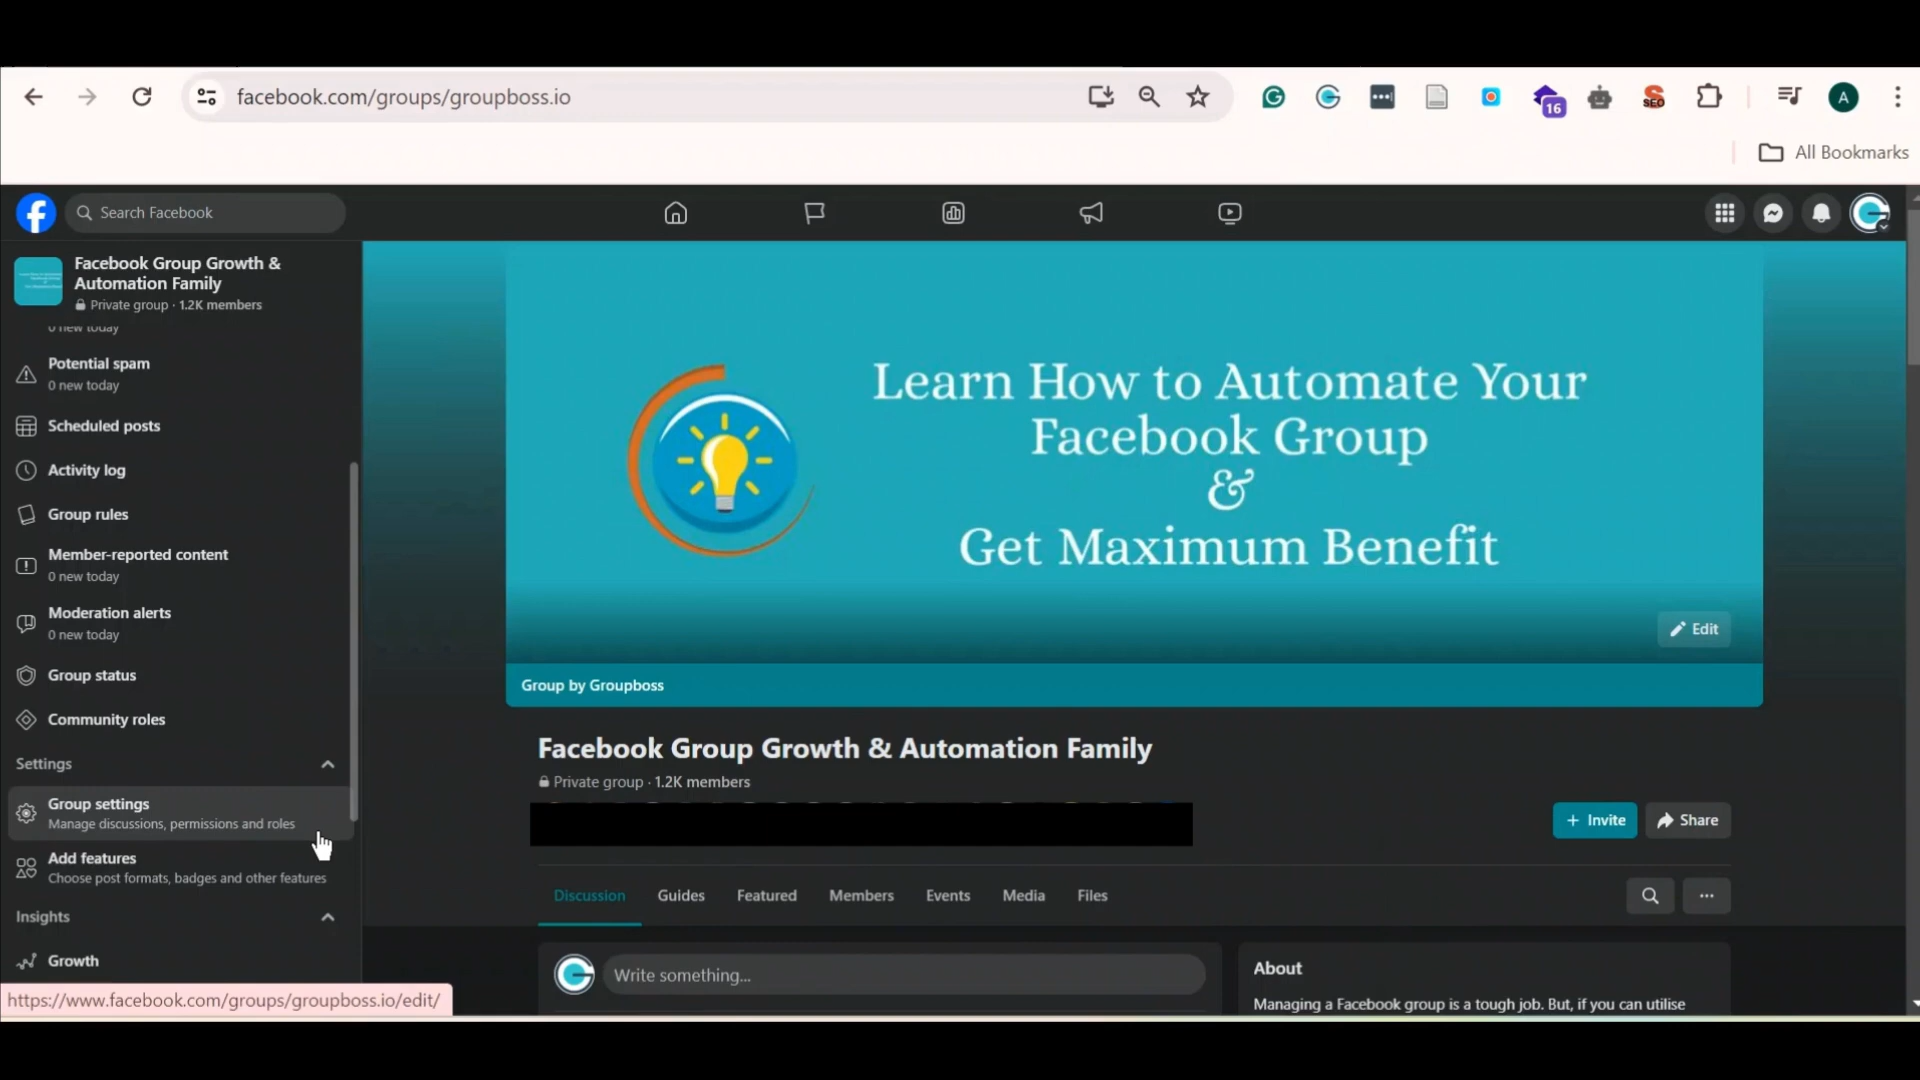 facebook.com/groups/groupboss.io
16
SEO
A
All Bookmarks
Search Facebook
Facebook Group Growth &
Automation Family
Private group · 1.2K members
0 new today
Potential spam
0 new today
Scheduled posts
Activity log
Group rules
Member-reported content
0 new today
Moderation alerts
0 new today
Group status
Community roles
Settings
Group settings
Manage discussions, permissions and roles
Add features
Choose post formats, badges and other features
Insights
Growth
https://www.facebook.com/groups/groupboss.io/edit/
Learn How to Automate Your
Facebook Group
&
Get Maximum Benefit
Edit
Group by Groupboss
Facebook Group Growth & Automation Family
Private group · 1.2K members
+ Invite
Share
Discussion
Guides
Featured
Members
Events
Media
Files
Write something...
About
Managing a Facebook group is a tough job. But, if you can utilise